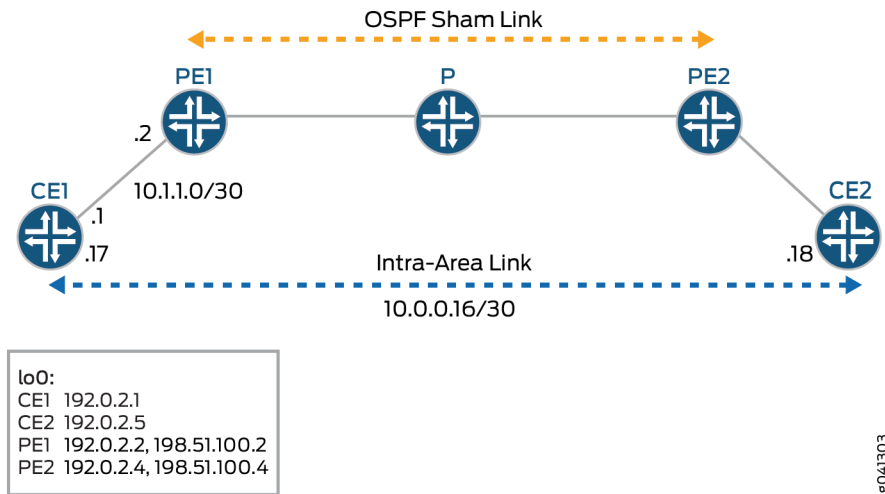 OSPF Sham Link
PE1
P
PE2
.2
CE1
10.1.1.0/30
CE2
.1
.17
Intra-Area Link
.18
10.0.0.16/30
lo0:
CE1 192.0.2.1
CE2 192.0.2.5
PE1 192.0.2.2, 198.51.100.2
PE2 192.0.2.4, 198.51.100.4
g041303